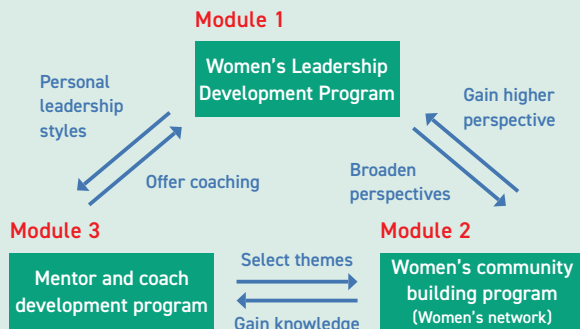 Module 1
Women's Leadership
Development Program
Personal
leadership
styles
Gain higher
perspective
Offer coaching
Broaden
perspectives
Module 3
Module 2
Mentor and coach
development program
Select themes
Gain knowledge
Women's community
building program
(Women's network)